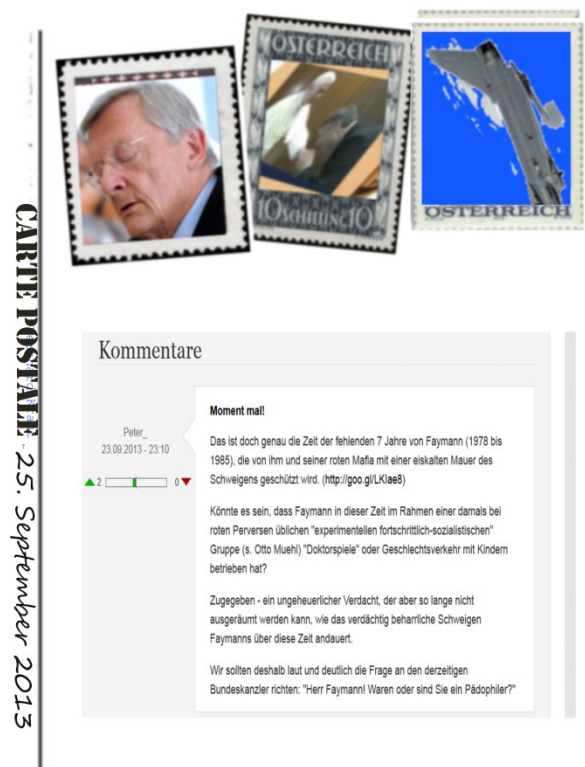 ÖSTERREICH
10 SCHILLING 10
ÖSTERREICH
CARTE POSTALE - 25. September 2013
Kommentare
Peter_
23.09.2013 - 23:10
2 0
Moment mal!
Das ist doch genau die Zeit der fehlenden 7 Jahre von Faymann (1978 bis
1985), die von ihm und seiner roten Mafia mit einer eiskalten Mauer des
Schweigens geschützt wird. (http://goo.gl/LKlae8)
Könnte es sein, dass Faymann in dieser Zeit im Rahmen einer damals bei
roten Perversen üblichen "experimentellen fortschrittlich-sozialistischen"
Gruppe (s. Otto Muehl) "Doktorspiele" oder Geschlechtsverkehr mit Kindern
betrieben hat?
Zugegeben - ein ungeheuerlicher Verdacht, der aber so lange nicht
ausgeräumt werden kann, wie das verdächtig beharrliche Schweigen
Faymanns über diese Zeit andauert.
Wir sollten deshalb laut und deutlich die Frage an den derzeitigen
Bundeskanzler richten: "Herr Faymann! Waren oder sind Sie ein Pädophiler?"